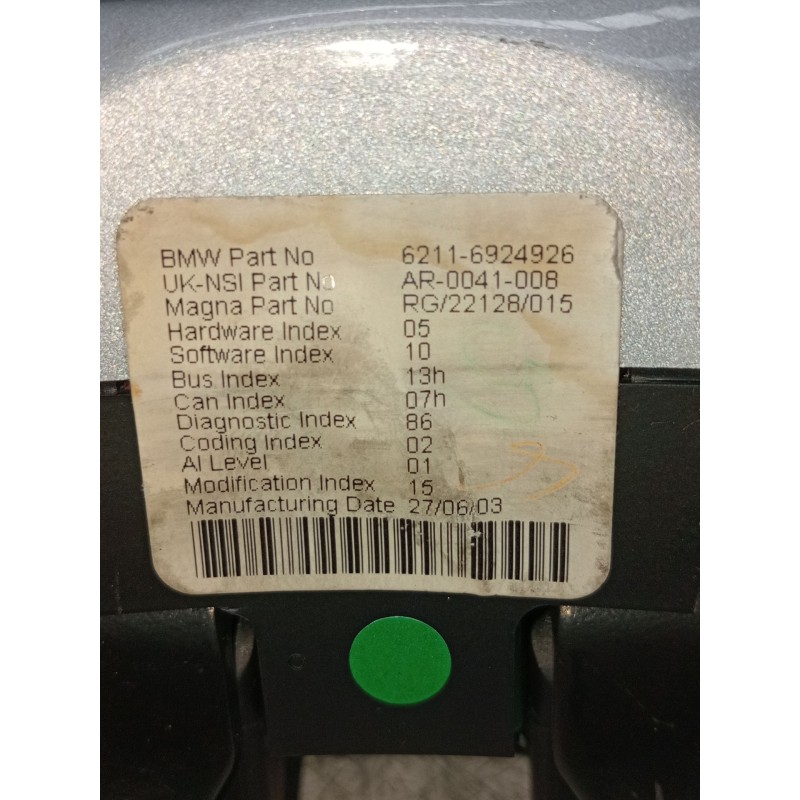 BMW Part No 6211-6924926
UK-NSI Part No AR-0041-008
Magna Part No RG/22128/015
Hardware Index 05
Software Index 10
Bus Index 13h
Can Index 07h
Diagnostic Index 86
Coding Index 02
AI Level 01
Modification Index 15
Manufacturing Date 27/06/03